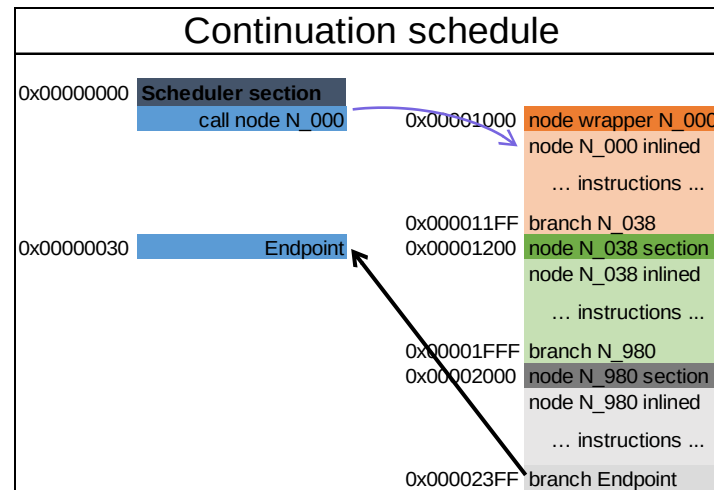 Continuation schedule
0x00000000 Scheduler section
call node N_000
0x00001000 node wrapper N_000
node N_000 inlined
… instructions ...
0x000011FF branch N_038
0x00000030 Endpoint
0x00001200 node N_038 section
node N_038 inlined
… instructions ...
0x00001FFF branch N_980
0x00002000 node N_980 section
node N_980 inlined
… instructions ...
0x000023FF branch Endpoint